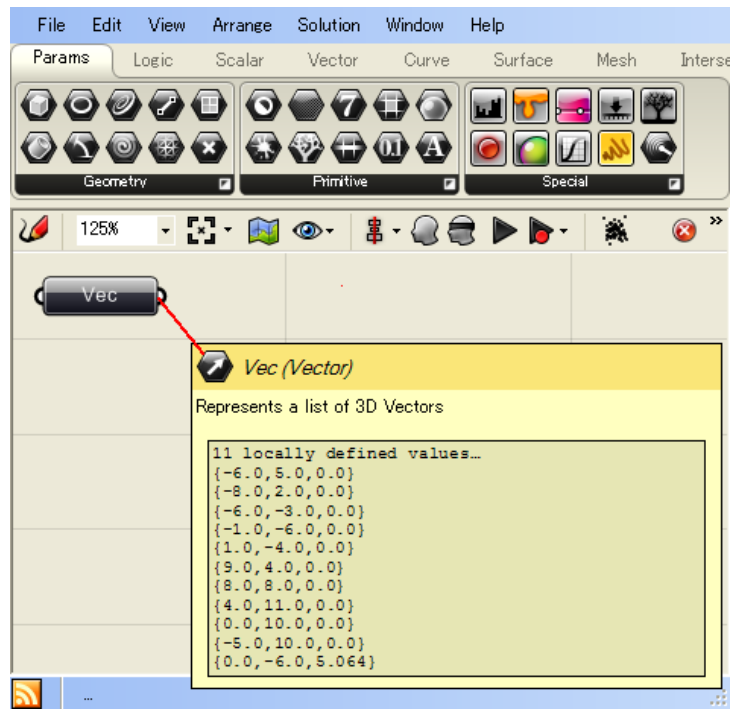 File Edit View Arrange Solution Window Help
Params Logic Scalar Vector Curve Surface Mesh Interse
7
0.1 A
Geometry Primitive Special
125% »
Vec
Vec (Vector)
Represents a list of 3D Vectors
11 locally defined values…
{-6.0,5.0,0.0}
{-8.0,2.0,0.0}
{-6.0,-3.0,0.0}
{-1.0,-6.0,0.0}
{1.0,-4.0,0.0}
{9.0,4.0,0.0}
{8.0,8.0,0.0}
{4.0,11.0,0.0}
{0.0,10.0,0.0}
{-5.0,10.0,0.0}
{0.0,-6.0,5.064}
...